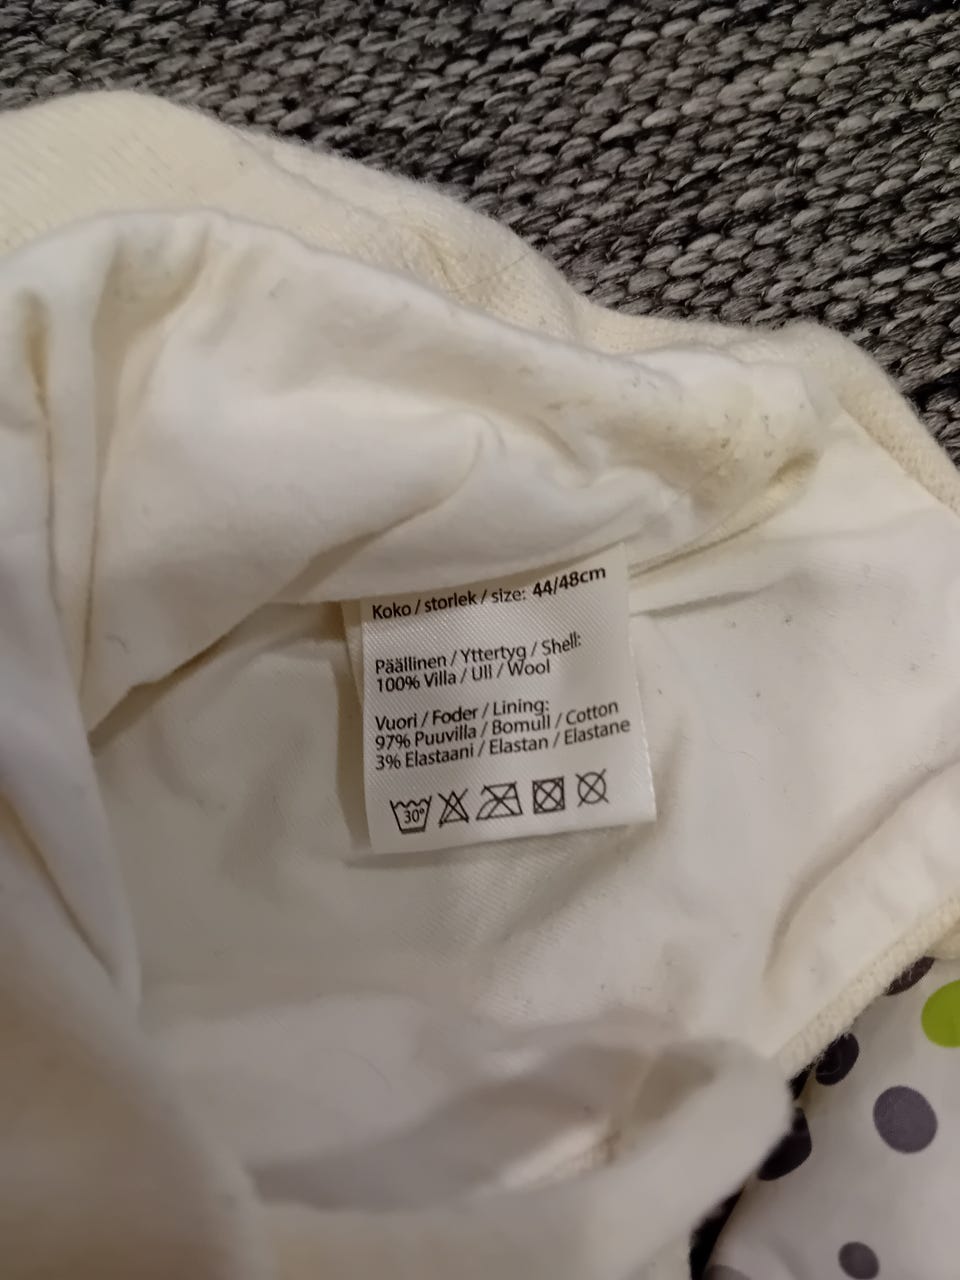 Koko / storlek / size: 44/48cm
Päällinen / Yttertyg / Shell:
100% Villa / Ull / Wool
Vuori / Foder / Lining:
97% Puuvilla / Bomull / Cotton
3% Elastaani / Elastan / Elastane
30°